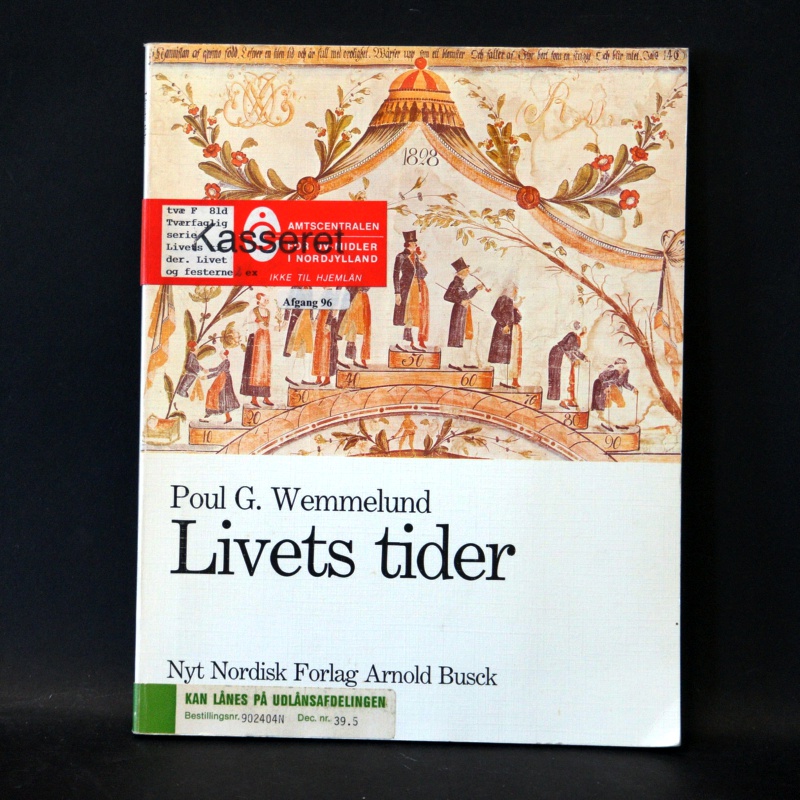 1808
tvæ F 81d
Tværfaglig
serie
Livets
der. Livet
og festerne
ex
Kasseret
AMTSCENTRALEN
I NORDJYLLAND
IKKE TIL HJEMLÅN
Afgang 96
10
20
30
40
50
60
70
80
90
Poul G. Wemmelund
Livets tider
Nyt Nordisk Forlag Arnold Busck
KAN LÅNES PÅ UDLÅNSAFDELINGEN
Bestillingsnr. 902404N Dec. nr. 39.5